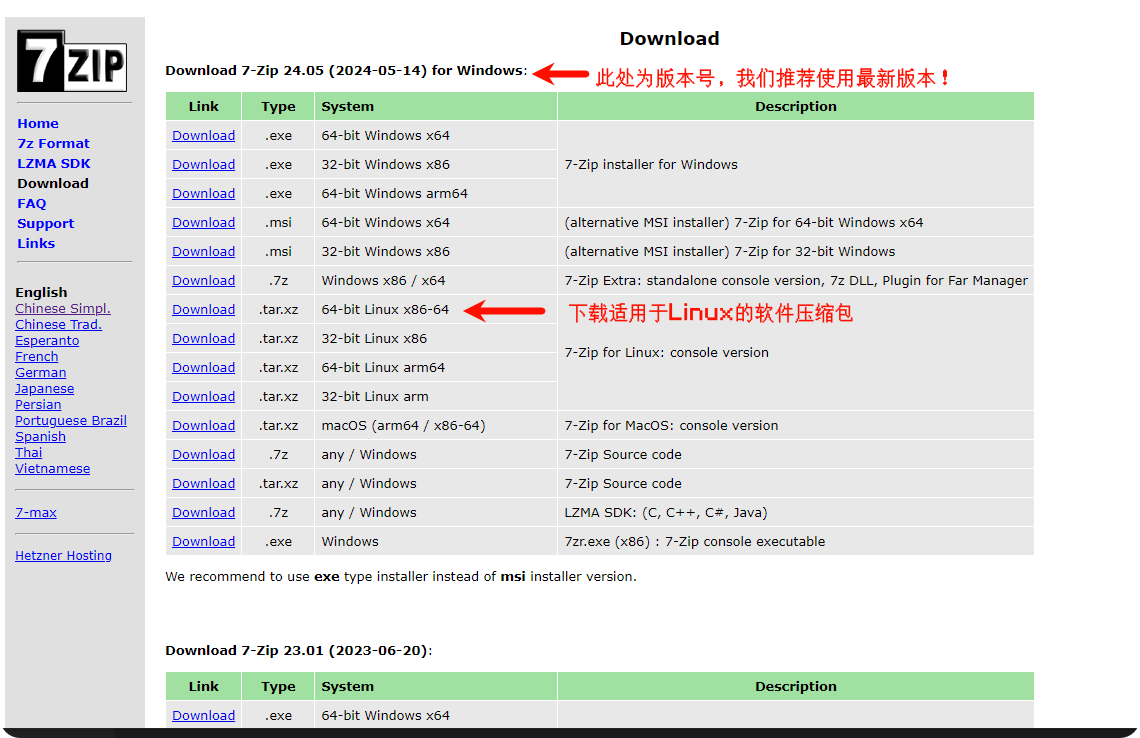 7ZIP
Home
7z Format
LZMA SDK
Download
FAQ
Support
Links
English
Chinese Simpl.
Chinese Trad.
Esperanto
French
German
Japanese
Persian
Portuguese Brazil
Spanish
Thai
Vietnamese
7-max
Hetzner Hosting
Download
Download 7-Zip 24.05 (2024-05-14) for Windows: 此处为版本号，我们推荐使用最新版本！
Link Type System Description
Download .exe 64-bit Windows x64
Download .exe 32-bit Windows x86 7-Zip installer for Windows
Download .exe 64-bit Windows arm64
Download .msi 64-bit Windows x64 (alternative MSI installer) 7-Zip for 64-bit Windows x64
Download .msi 32-bit Windows x86 (alternative MSI installer) 7-Zip for 32-bit Windows
Download .7z Windows x86 / x64 7-Zip Extra: standalone console version, 7z DLL, Plugin for Far Manager
Download .tar.xz 64-bit Linux x86-64 下载适用于Linux的软件压缩包
Download .tar.xz 32-bit Linux x86
7-Zip for Linux: console version
Download .tar.xz 64-bit Linux arm64
Download .tar.xz 32-bit Linux arm
Download .tar.xz macOS (arm64 / x86-64) 7-Zip for MacOS: console version
Download .7z any / Windows 7-Zip Source code
Download .tar.xz any / Windows 7-Zip Source code
Download .7z any / Windows LZMA SDK: (C, C++, C#, Java)
Download .exe Windows 7zr.exe (x86) : 7-Zip console executable
We recommend to use exe type installer instead of msi installer version.
Download 7-Zip 23.01 (2023-06-20):
Link Type System Description
Download .exe 64-bit Windows x64